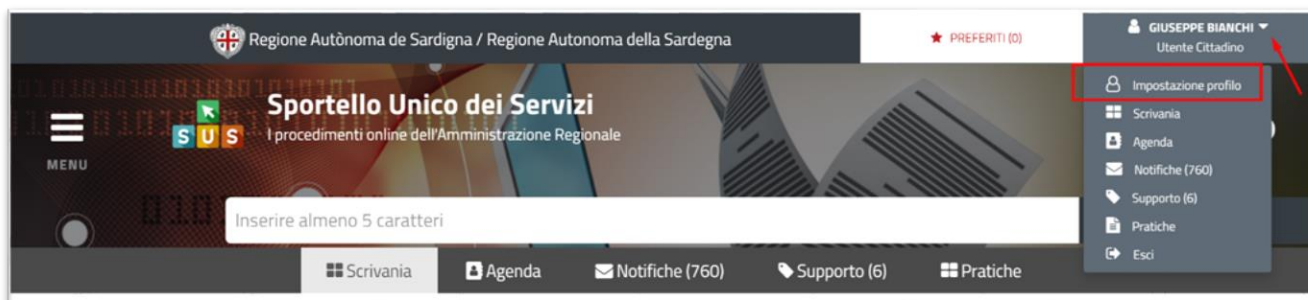 Regione Autònoma de Sardigna / Regione Autonoma della Sardegna
PREFERITI (0)
GIUSEPPE BIANCHI
Utente Cittadino
Impostazione profilo
Scrivania
Agenda
Notifiche (760)
Supporto (6)
Pratiche
Esci
MENU
SUS
Sportello Unico dei Servizi
I procedimenti online dell'Amministrazione Regionale
Inserire almeno 5 caratteri
Scrivania
Agenda
Notifiche (760)
Supporto (6)
Pratiche